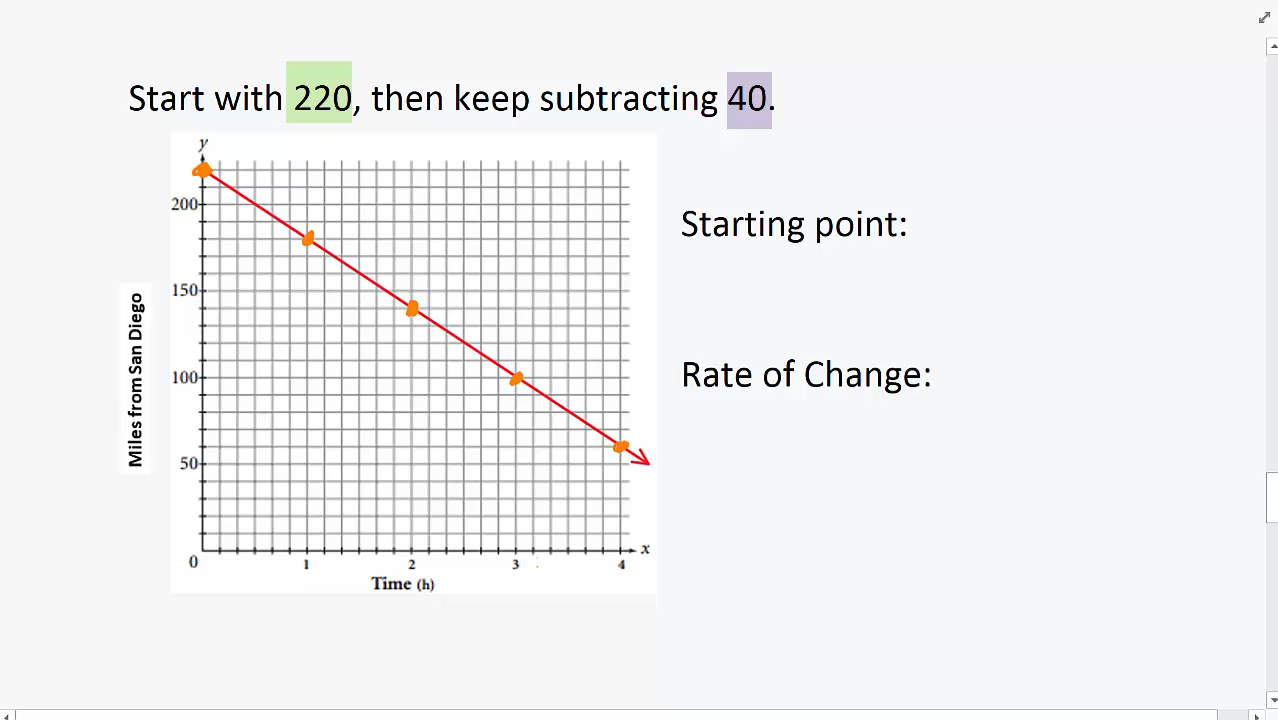 Start with 220, then keep subtracting 40.
y
200
150
100
50
0
1
2
3
4
x
Time (h)
Miles from San Diego
Starting point:
Rate of Change: